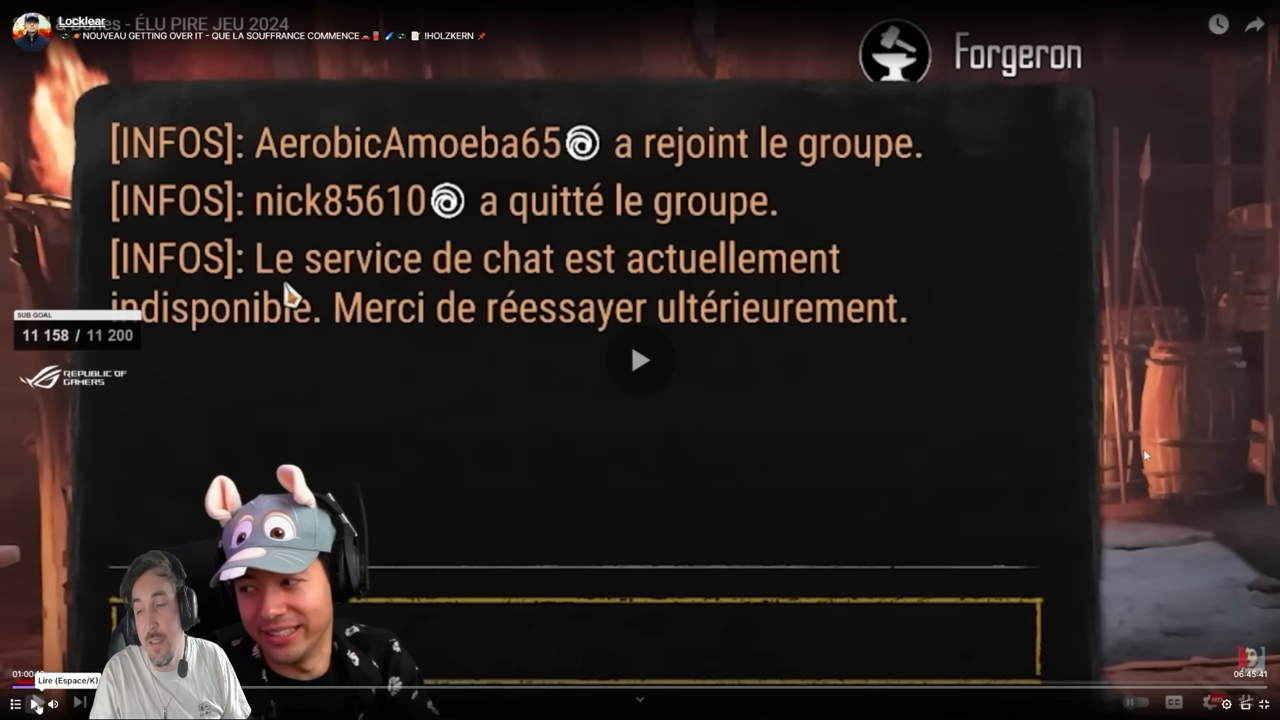 Locklear
- ÉLU PIRE JEU 2024
NOUVEAU GETTING OVER IT - QUE LA SOUFFRANCE COMMENCE !HOLZKERN
Forgeron
[INFOS]: AerobicAmoeba65 a rejoint le groupe.
[INFOS]: nick85610 a quitté le groupe.
[INFOS]: Le service de chat est actuellement
indisponible. Merci de réessayer ultérieurement.
SUB GOAL
11 158 / 11 200
REPUBLIC OF
GAMERS
06:45:41
Lire (Espace/K)
CC